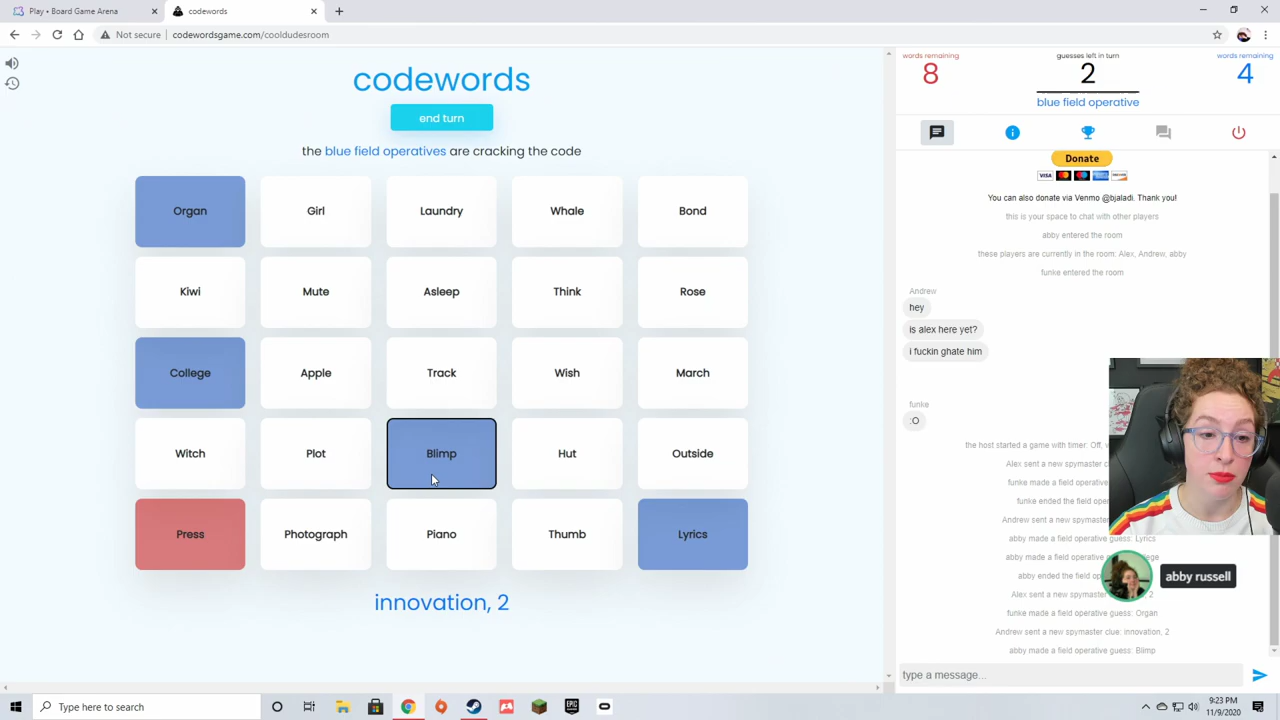 Play • Board Game Arena
codewords
Not secure
codewordsgame.com/cooldudesroom
codewords
end turn
the blue field operatives are cracking the code
Organ
Girl
Laundry
Whale
Bond
Kiwi
Mute
Asleep
Think
Rose
College
Apple
Track
Wish
March
Witch
Plot
Blimp
Hut
Outside
Press
Photograph
Piano
Thumb
Lyrics
innovation, 2
words remaining
8
guesses left in turn
2
blue field operative
words remaining
4
Donate
VISA
You can also donate via Venmo @bjaladi. Thank you!
this is your space to chat with other players
abby entered the room
these players are currently in the room: Alex, Andrew, abby
funke entered the room
Andrew
hey
is alex here yet?
i fuckin ghate him
funke
:O
the host started a game with timer: Off,
Alex sent a new spymaster
funke made a field operative
funke ended the field
Andrew sent a new spymaster
abby made a field operative guess: Lyrics
abby made a field operative
abby ended the field
Alex sent a new spymaster 2
funke made a field operative guess: Organ
Andrew sent a new spymaster clue: innovation, 2
abby made a field operative guess: Blimp
abby russell
type a message...
Type here to search
EPIC
9:23 PM
11/9/2020